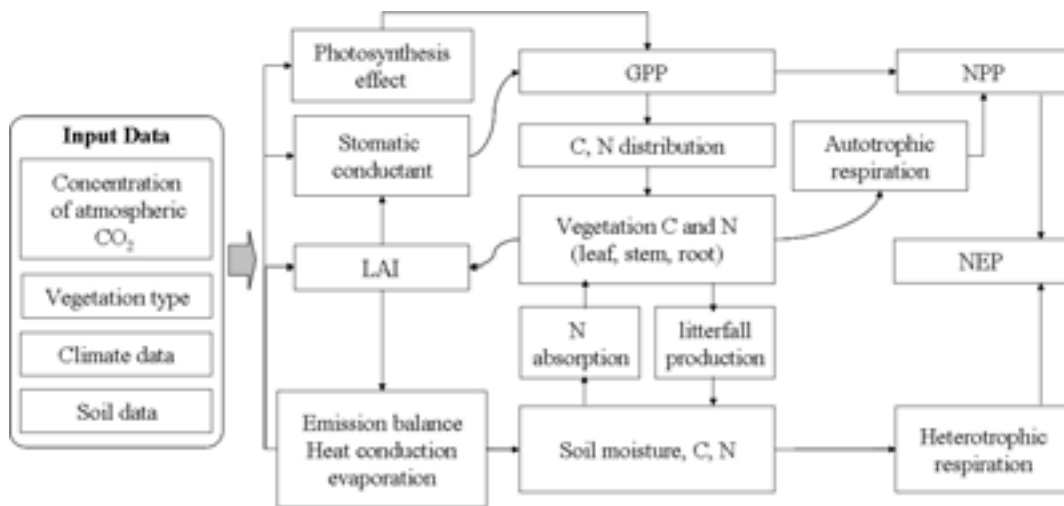 Input Data
Concentration
of atmospheric
CO₂
Vegetation type
Climate data
Soil data
Photosynthesis
effect
Stomatic
conductant
LAI
Emission balance
Heat conduction
evaporation
GPP
C, N distribution
Vegetation C and N
(leaf, stem, root)
N
absorption
litterfall
production
Soil moisture, C, N
NPP
Autotrophic
respiration
NEP
Heterotrophic
respiration